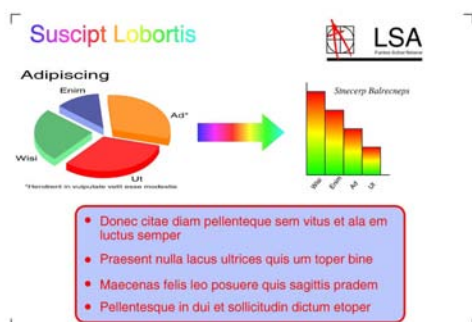 Suscipt Lobortis
LSA
Adipiscing
Enim
Ad*
Wisi
Ut
*Hendrerit in vulputate velit esse modestie
Stnecerp Balrecneps
Wisi
Enim
Ad
Ut
• Donec citae diam pellenteque sem vitus et ala em
luctus semper
• Praesent nulla lacus ultrices quis um toper bine
• Maecenas felis leo posuere quis sagittis pradem
• Pellentesque in dui et sollicitudin dictum etoper